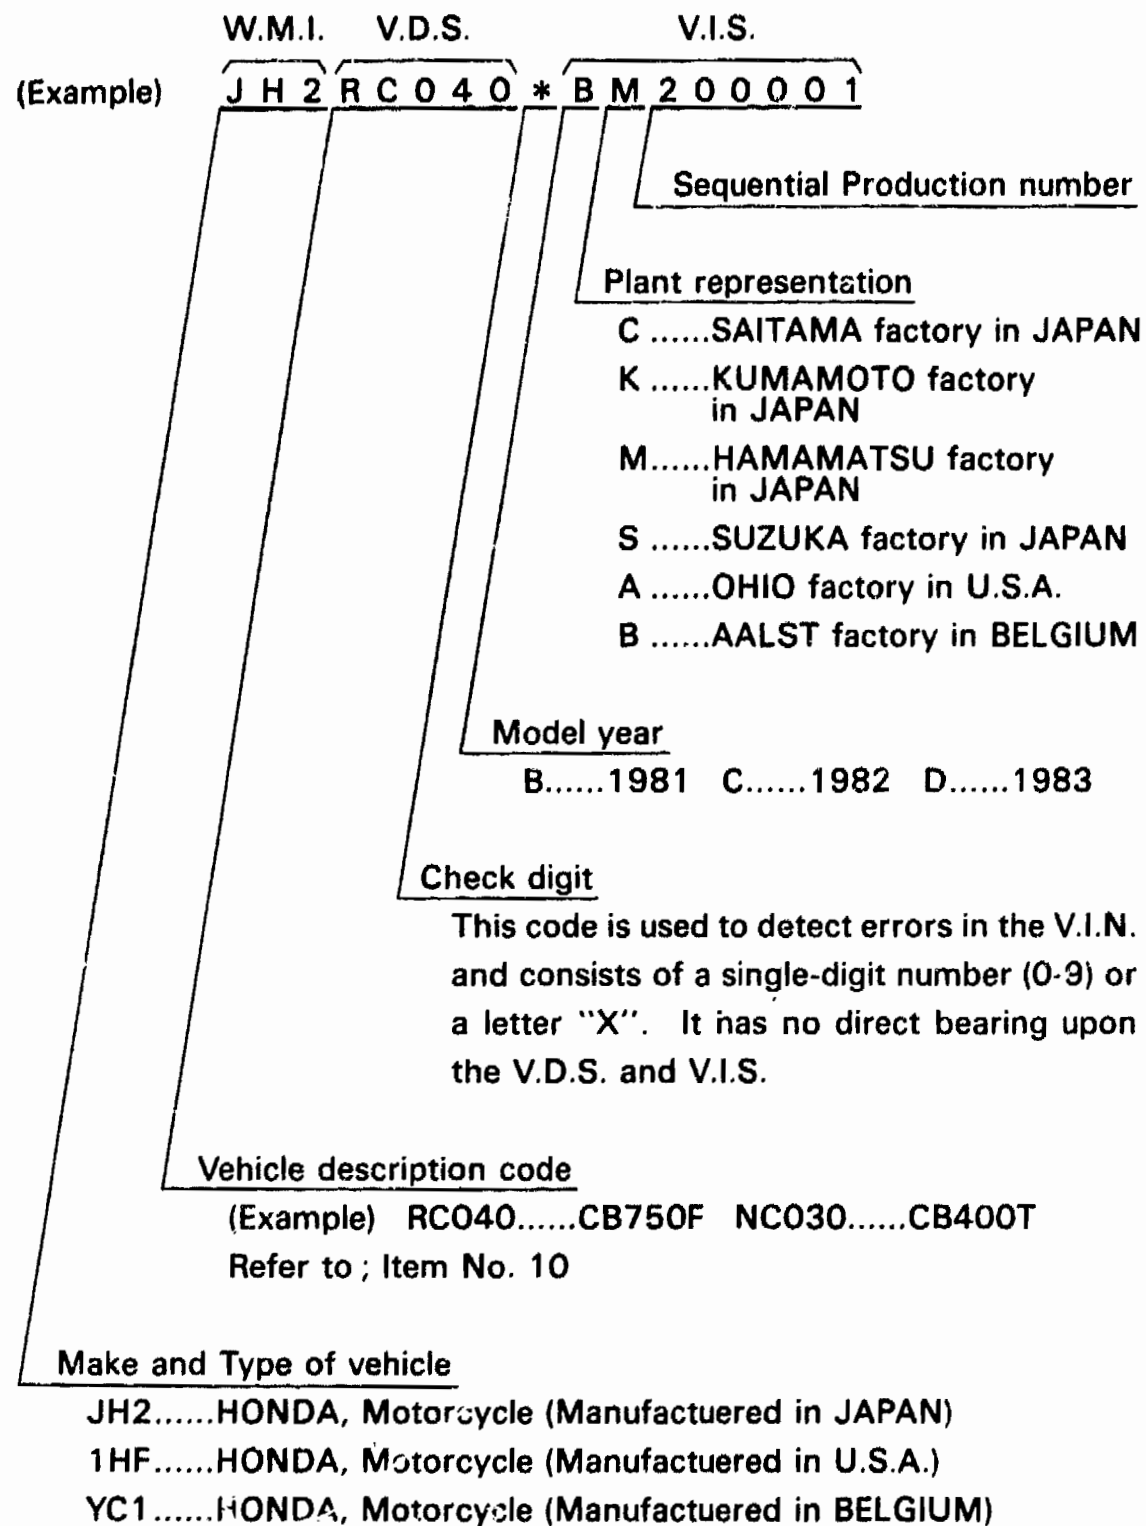 W.M.I. V.D.S. V.I.S.
(Example) J H 2 R C 0 4 0 * B M 2 0 0 0 0 1
Sequential Production number
Plant representation
C ......SAITAMA factory in JAPAN
K ......KUMAMOTO factory
in JAPAN
M......HAMAMATSU factory
in JAPAN
S ......SUZUKA factory in JAPAN
A ......OHIO factory in U.S.A.
B ......AALST factory in BELGIUM
Model year
B......1981 C......1982 D......1983
Check digit
This code is used to detect errors in the V.I.N.
and consists of a single-digit number (0-9) or
a letter "X". It has no direct bearing upon
the V.D.S. and V.I.S.
Vehicle description code
(Example) RC040......CB750F NC030......CB400T
Refer to ; Item No. 10
Make and Type of vehicle
JH2......HONDA, Motorcycle (Manufactuered in JAPAN)
1HF......HONDA, Motorcycle (Manufactuered in U.S.A.)
YC1......HONDA, Motorcycle (Manufactuered in BELGIUM)